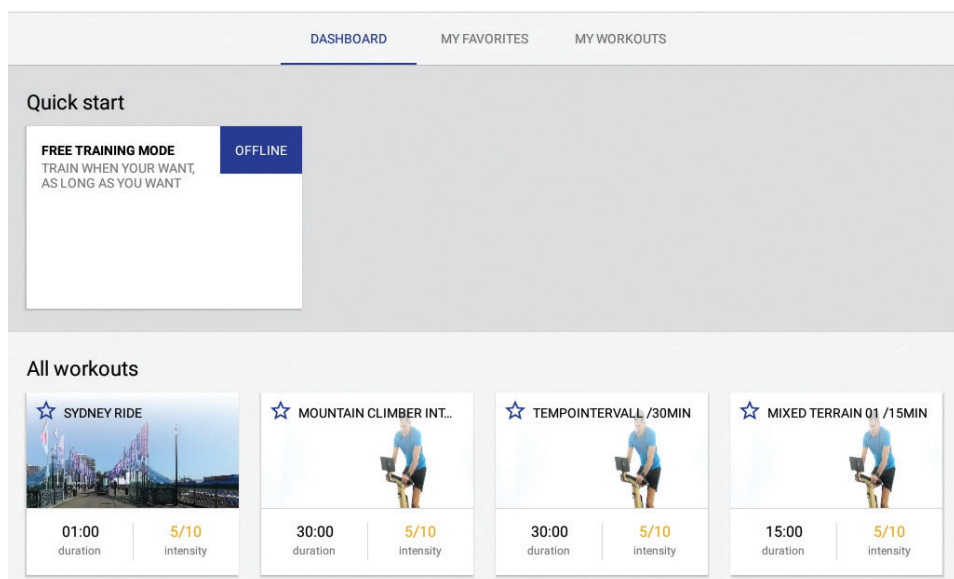 DASHBOARD MY FAVORITES MY WORKOUTS
Quick start
FREE TRAINING MODE
OFFLINE
TRAIN WHEN YOUR WANT,
AS LONG AS YOU WANT
All workouts
SYDNEY RIDE
01:00 5/10
duration intensity
MOUNTAIN CLIMBER INT...
30:00 5/10
duration intensity
TEMPOINTERVALL /30MIN
30:00 5/10
duration intensity
MIXED TERRAIN 01 /15MIN
15:00 5/10
duration intensity